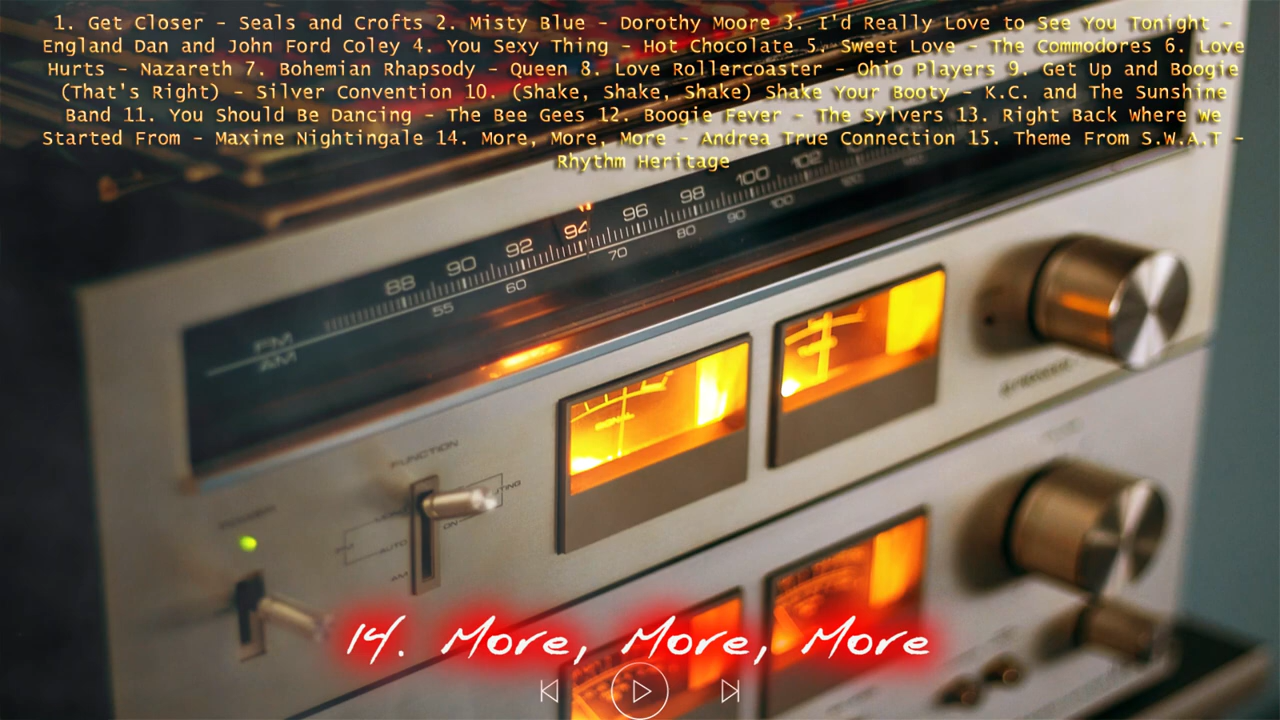 1. Get Closer - Seals and Crofts 2. Misty Blue - Dorothy Moore 3. I'd Really Love to See You Tonight -
England Dan and John Ford Coley 4. You Sexy Thing - Hot Chocolate 5. Sweet Love - The Commodores 6. Love
Hurts - Nazareth 7. Bohemian Rhapsody - Queen 8. Love Rollercoaster - Ohio Players 9. Get Up and Boogie
(That's Right) - Silver Convention 10. (Shake, Shake, Shake) Shake Your Booty - K.C. and The Sunshine
Band 11. You Should Be Dancing - The Bee Gees 12. Boogie Fever - The Sylvers 13. Right Back Where We
Started From - Maxine Nightingale 14. More, More, More - Andrea True Connection 15. Theme From S.W.A.T -
Rhythm Heritage
88 90 92 94 96 98 100 102
55 60 70 80 90 100
FM
AM
FUNCTION
POWER
ON
AUTO
AM
14. More, More, More